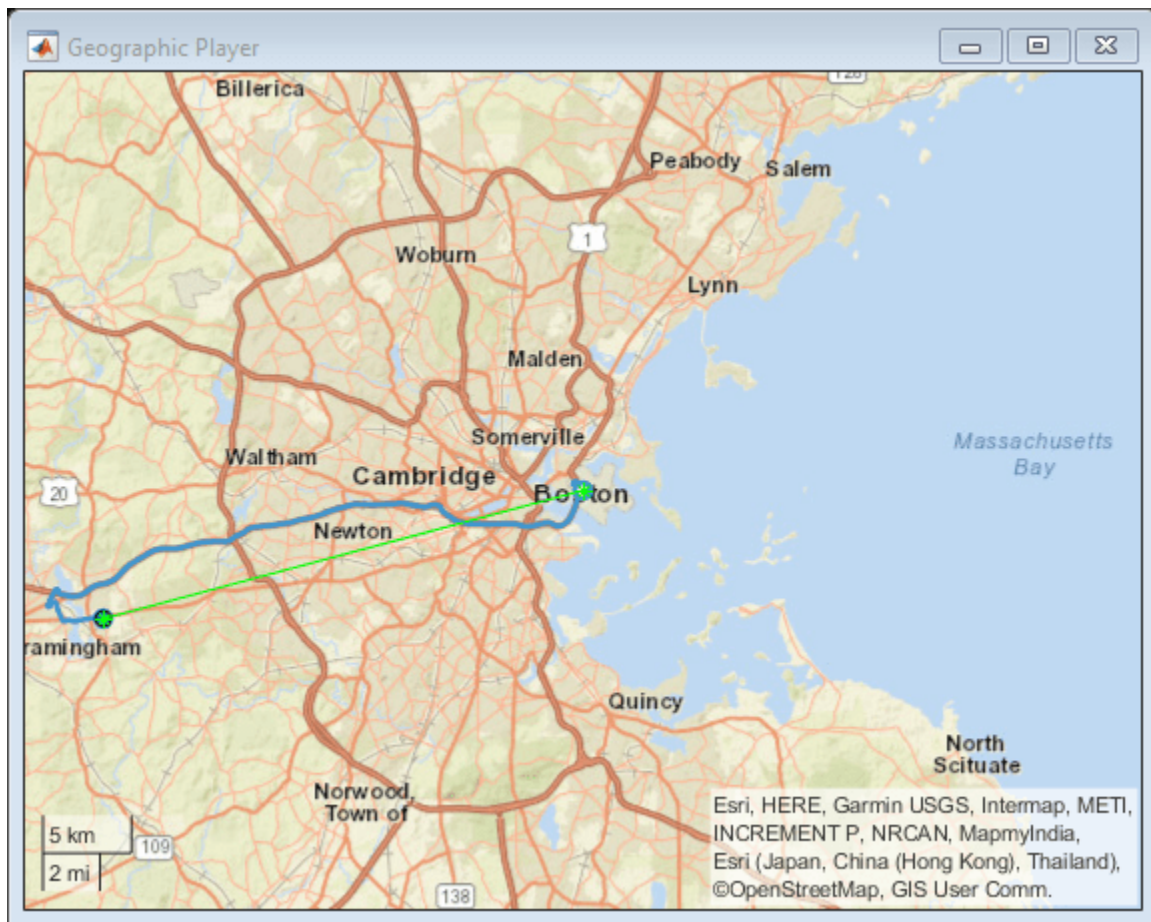 Geographic Player
128
Billerica
Peabody
Salem
1
Woburn
Lynn
Malden
Somerville
Massachusetts
Bay
Waltham
Cambridge
20
Boston
Newton
ramingham
Quincy
North
Scituate
Norwood,
Town of
5 km
2 mi
109
138
Esri, HERE, Garmin USGS, Intermap, METI,
INCREMENT P, NRCAN, MapmyIndia,
Esri (Japan, China (Hong Kong), Thailand),
©OpenStreetMap, GIS User Comm.